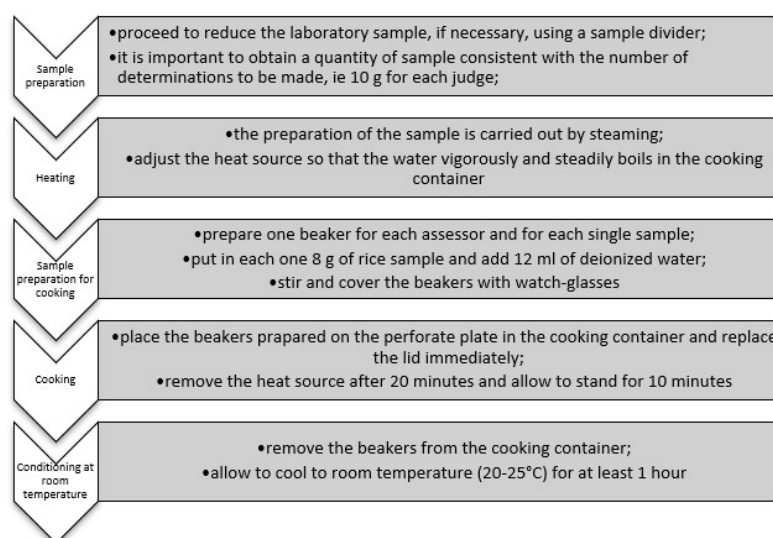 Sample
preparation
•proceed to reduce the laboratory sample, if necessary, using a sample divider;
•it is important to obtain a quantity of sample consistent with the number of
determinations to be made, ie 10 g for each judge;
Heating
•the preparation of the sample is carried out by steaming;
•adjust the heat source so that the water vigorously and steadily boils in the cooking
container
Sample
preparation for
cooking
•prepare one beaker for each assessor and for each single sample;
•put in each one 8 g of rice sample and add 12 ml of deionized water;
•stir and cover the beakers with watch-glasses
Cooking
•place the beakers prapared on the perforate plate in the cooking container and replace
the lid immediately;
•remove the heat source after 20 minutes and allow to stand for 10 minutes
Conditioning at
room
temperature
•remove the beakers from the cooking container;
•allow to cool to room temperature (20-25°C) for at least 1 hour